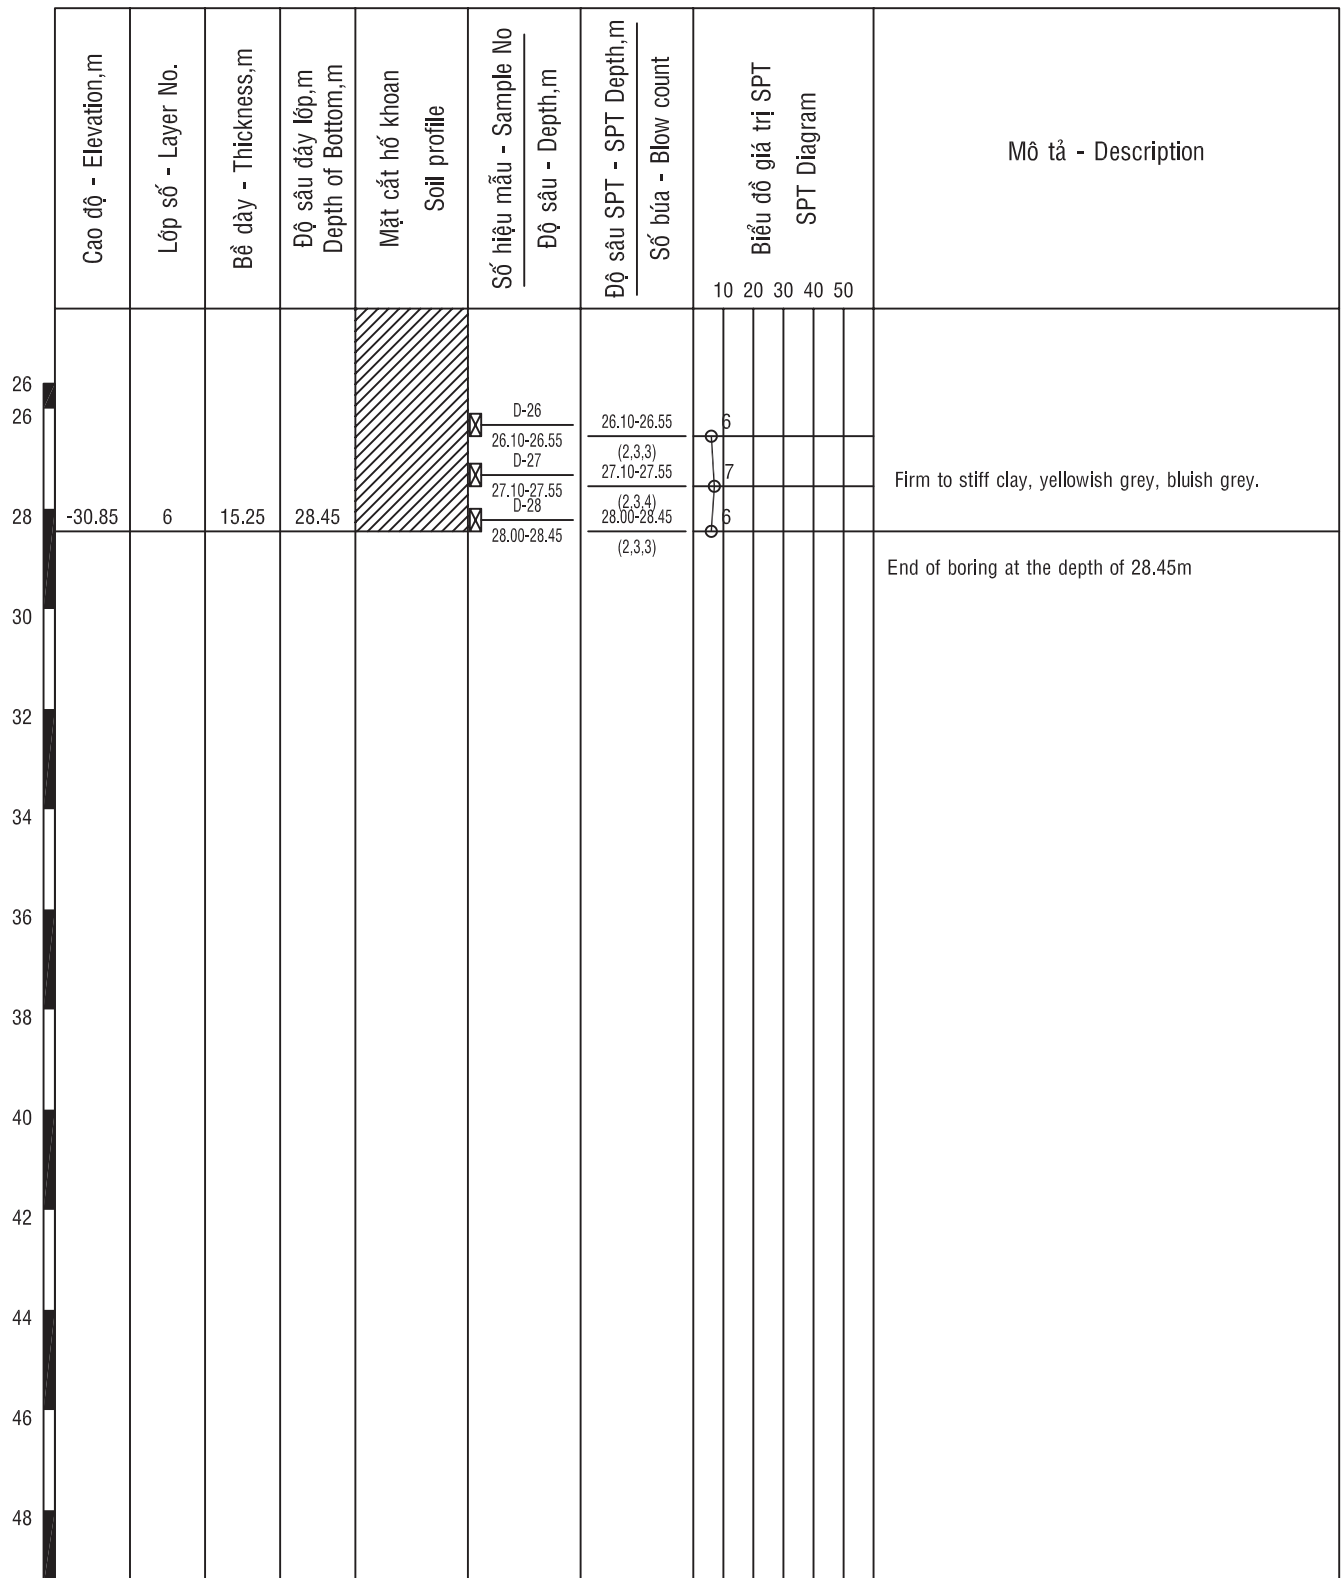 Cao độ - Elevation,m
Lớp số - Layer No.
Bề dày - Thickness,m
Độ sâu đáy lớp,m
Depth of Bottom,m
Mặt cắt hố khoan
Soil profile
Số hiệu mẫu - Sample No
Độ sâu - Depth,m
Độ sâu SPT - SPT Depth,m
Số búa - Blow count
Biểu đồ giá trị SPT
SPT Diagram
10 20 30 40 50
Mô tả - Description
26
26
D-26
26.10-26.55
26.10-26.55
(2,3,3)
6
D-27
27.10-27.55
27.10-27.55
(2,3,4)
7
Firm to stiff clay, yellowish grey, bluish grey.
28
-30.85 6 15.25 28.45
D-28
28.00-28.45
28.00-28.45
(2,3,3)
6
End of boring at the depth of 28.45m
30
32
34
36
38
40
42
44
46
48